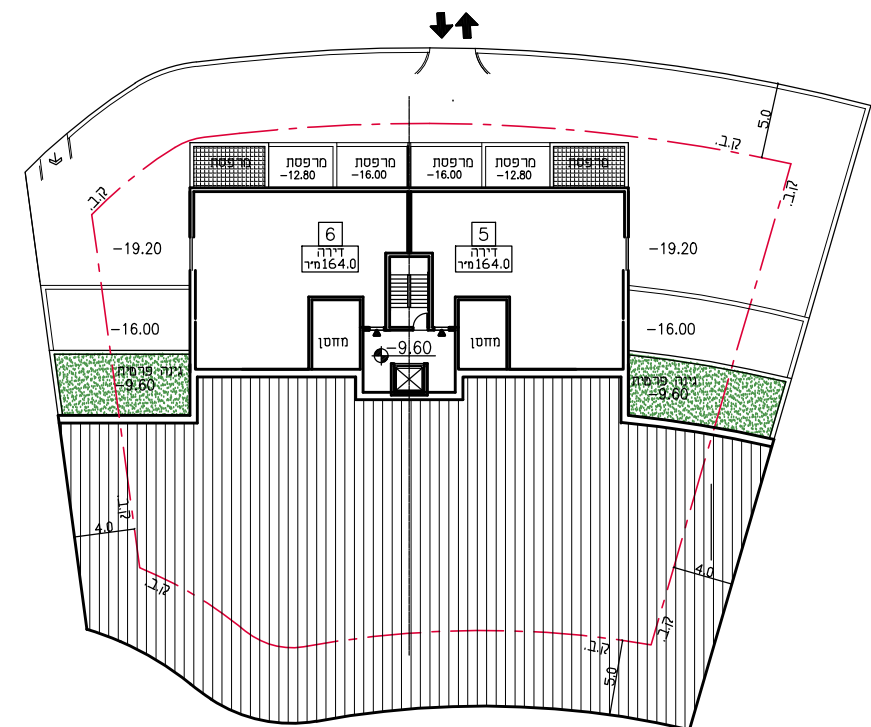 5.0
ק.ב.
מרפסת
מרפסת
-12.80
מרפסת
-16.00
מרפסת
-16.00
מרפסת
-12.80
מרפסת
ק.ב.
ק.ב.
-19.20
6
דירה
164.0מ"ר
5
דירה
164.0מ"ר
-19.20
-16.00
מחסן
-9.60
מחסן
-16.00
גינה פרטית
-9.60
גינה פרטית
-9.60
ק.ב.
4.0
ק.ב.
4.0
ק.ב.
ק.ב.
5.0